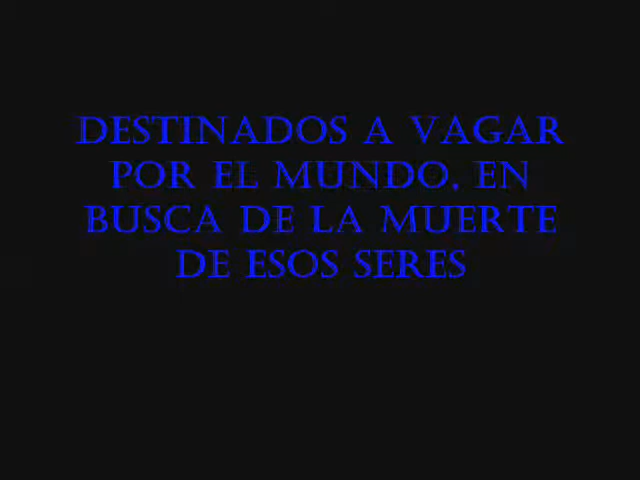 DESTINADOS A VAGAR
POR EL MUNDO, EN
BUSCA DE LA MUERTE
DE ESOS SERES